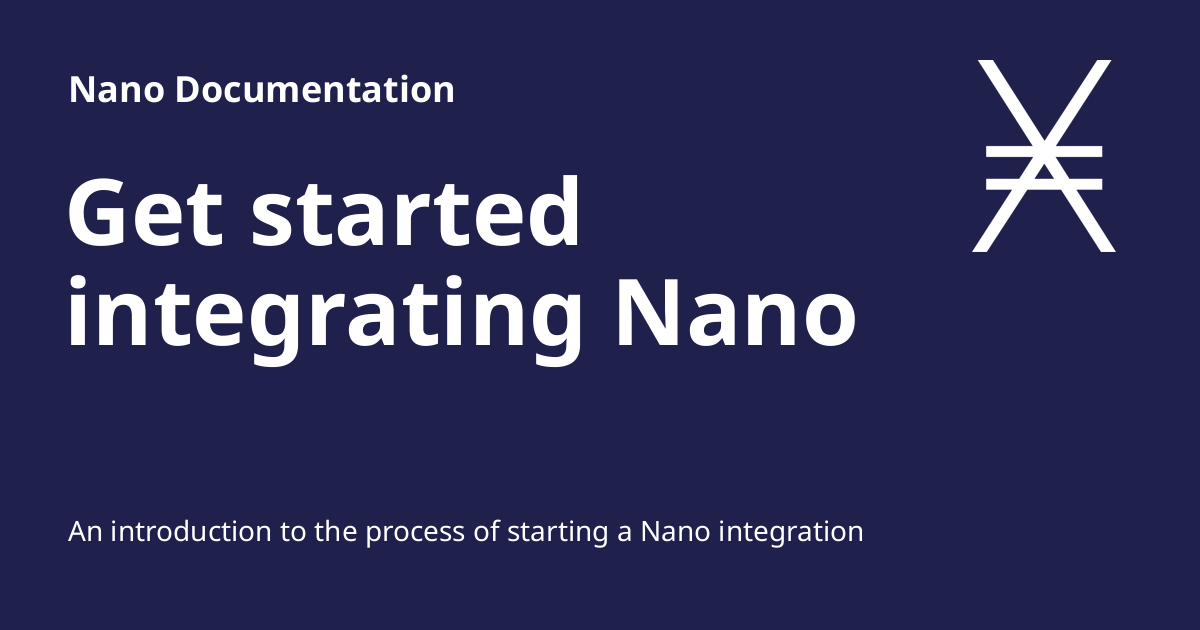 Nano Documentation
Get started
integrating Nano
An introduction to the process of starting a Nano integration